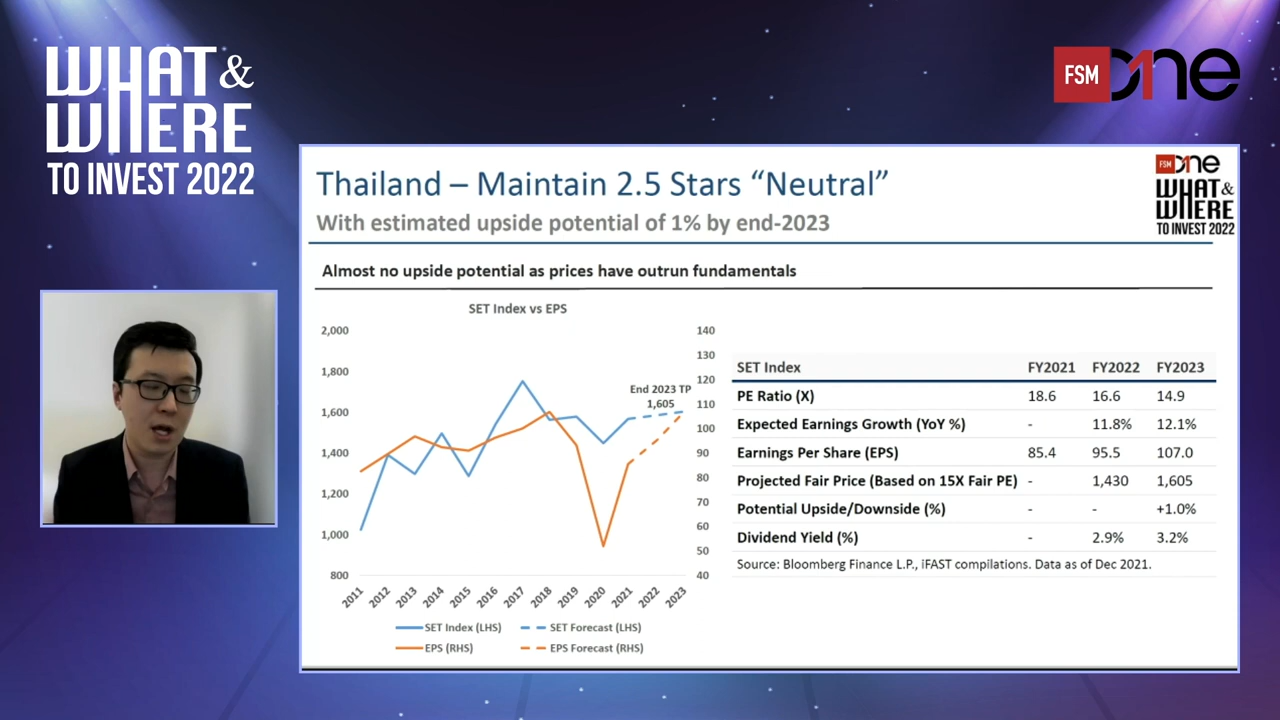 WHAT &
WHERE
TO INVEST 2022
FSM One
Thailand – Maintain 2.5 Stars “Neutral”
With estimated upside potential of 1% by end-2023
FSM One
WHAT &
WHERE
TO INVEST 2022
Almost no upside potential as prices have outrun fundamentals
SET Index vs EPS
2,000
1,800
1,600
1,400
1,200
1,000
800
140
130
120
110
100
90
80
70
60
50
40
End 2023 TP
1,605
2011 2012 2013 2014 2015 2016 2017 2018 2019 2020 2021 2022 2023
SET Index (LHS) SET Forecast (LHS)
EPS (RHS) EPS Forecast (RHS)
SET Index FY2021 FY2022 FY2023
PE Ratio (X) 18.6 16.6 14.9
Expected Earnings Growth (YoY %) - 11.8% 12.1%
Earnings Per Share (EPS) 85.4 95.5 107.0
Projected Fair Price (Based on 15X Fair PE) - 1,430 1,605
Potential Upside/Downside (%) - - +1.0%
Dividend Yield (%) - 2.9% 3.2%
Source: Bloomberg Finance L.P., iFAST compilations. Data as of Dec 2021.